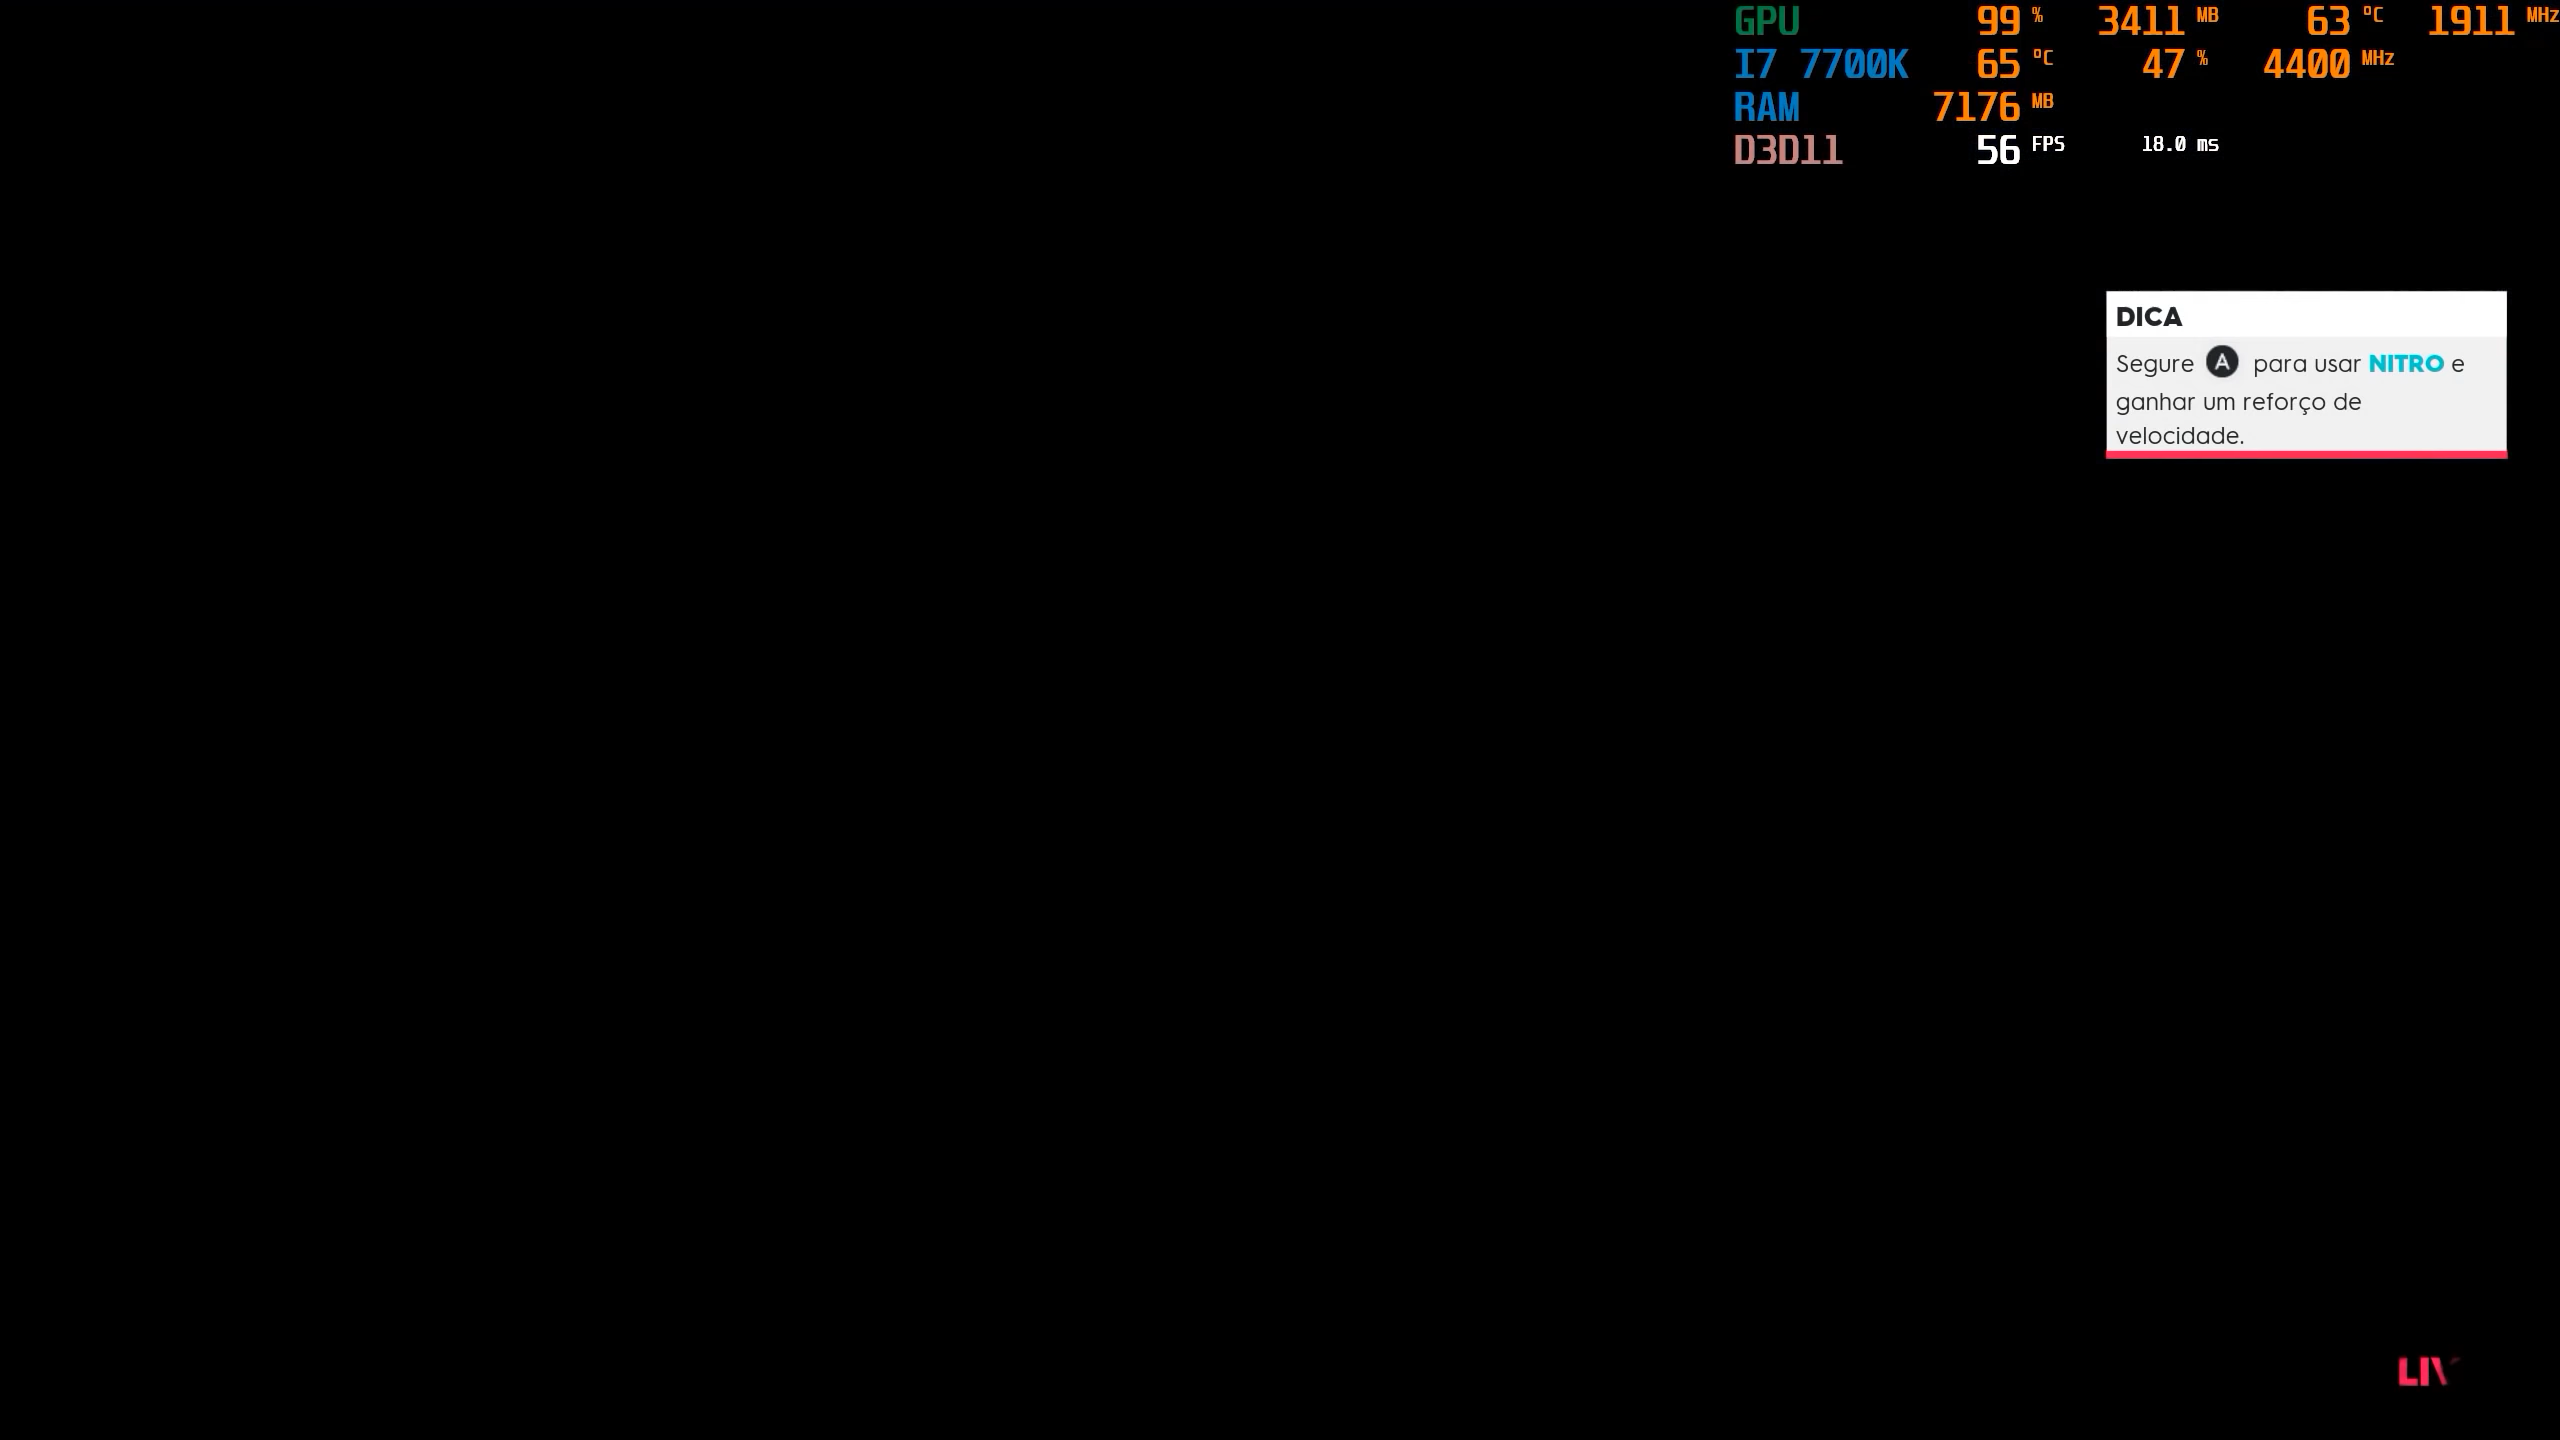 GPU 99 % 3411 MB 63 °C 1911 MHz
I7 7700K 65 °C 47 % 4400 MHz
RAM 7176 MB
D3D11 56 FPS 18.0 ms
DICA
Segure A para usar NITRO e
ganhar um reforço de
velocidade.